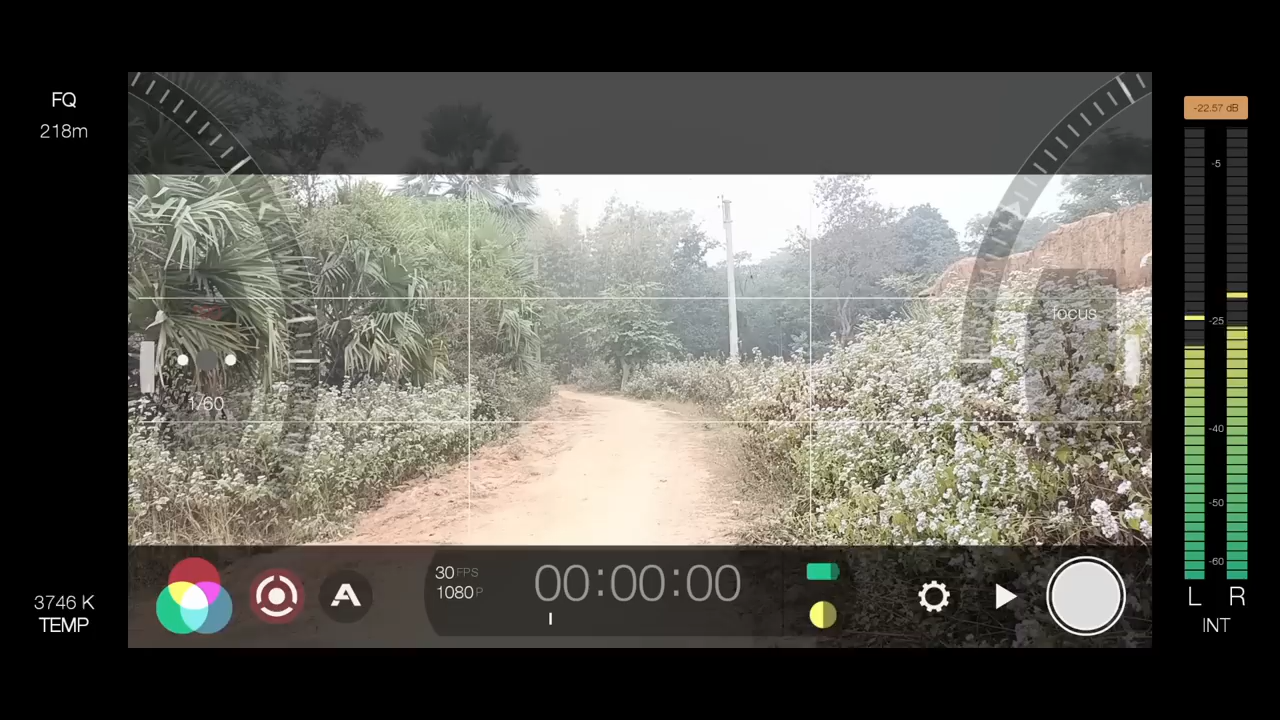 FQ
218m
-22.57 dB
-5
focus
-25
1/60
-40
-50
30 FPS
1080 P
00:00:00
A
-60
3746 K
TEMP
L R
INT